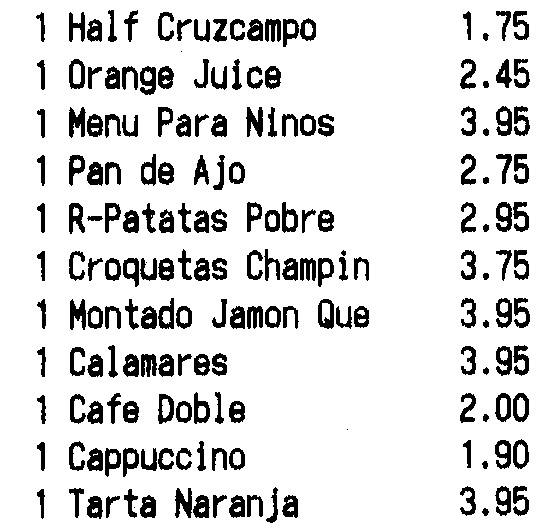 1 Half Cruzcampo 1.75
1 Orange Juice 2.45
1 Menu Para Ninos 3.95
1 Pan de Ajo 2.75
1 R-Patatas Pobre 2.95
1 Croquetas Champin 3.75
1 Montado Jamon Que 3.95
1 Calamares 3.95
1 Cafe Doble 2.00
1 Cappuccino 1.90
1 Tarta Naranja 3.95